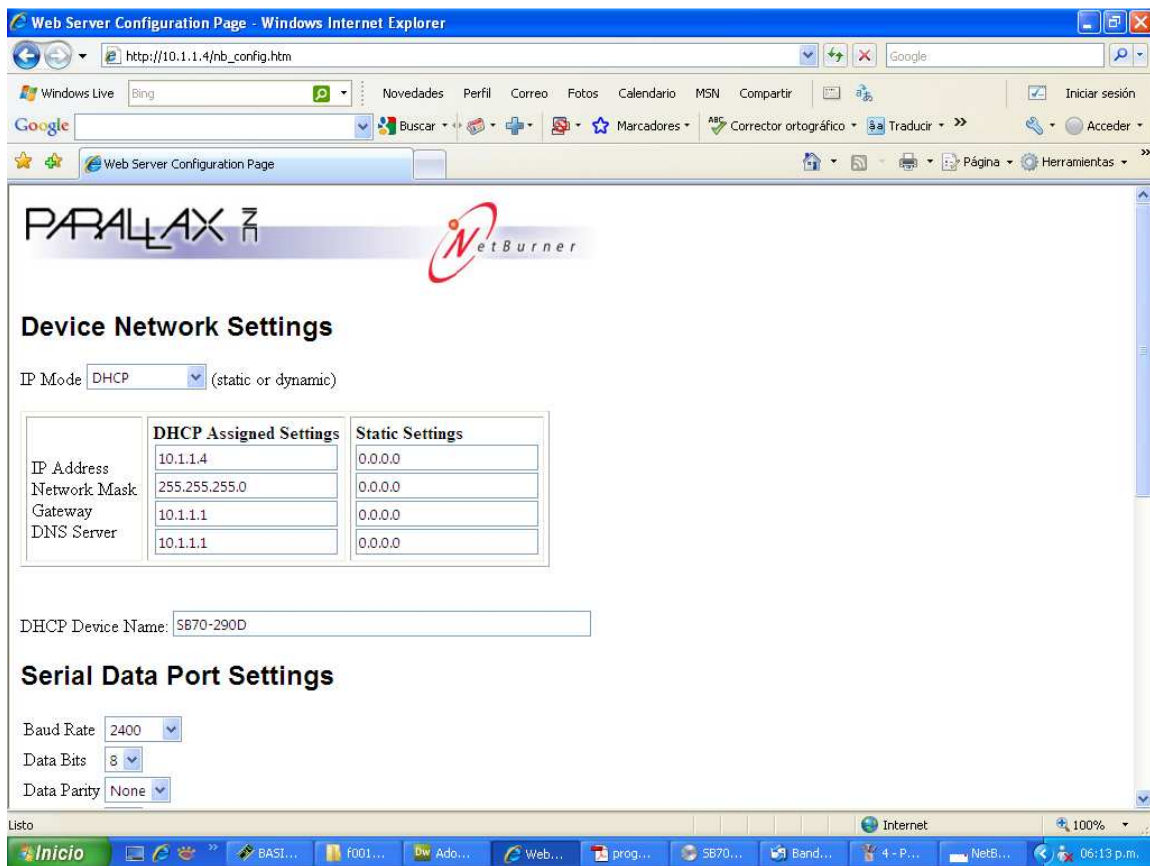 Web Server Configuration Page - Windows Internet Explorer
http://10.1.1.4/nb_config.htm
Google
Windows Live Bing Novedades Perfil Correo Fotos Calendario MSN Compartir Iniciar sesión
Google Buscar Marcadores ABC Corrector ortográfico aあ Traducir » Acceder
Web Server Configuration Page Página Herramientas »
PARALLAX INC
NetBurner
Device Network Settings
IP Mode DHCP (static or dynamic)
DHCP Assigned Settings Static Settings
IP Address 10.1.1.4 0.0.0.0
Network Mask 255.255.255.0 0.0.0.0
Gateway 10.1.1.1 0.0.0.0
DNS Server 10.1.1.1 0.0.0.0
DHCP Device Name: SB70-290D
Serial Data Port Settings
Baud Rate 2400
Data Bits 8
Data Parity None
Listo Internet 100%
Inicio » BASI... f001... Dw Ado... Web... prog... SB70... Band... 4 - P... NetB... 06:13 p.m.